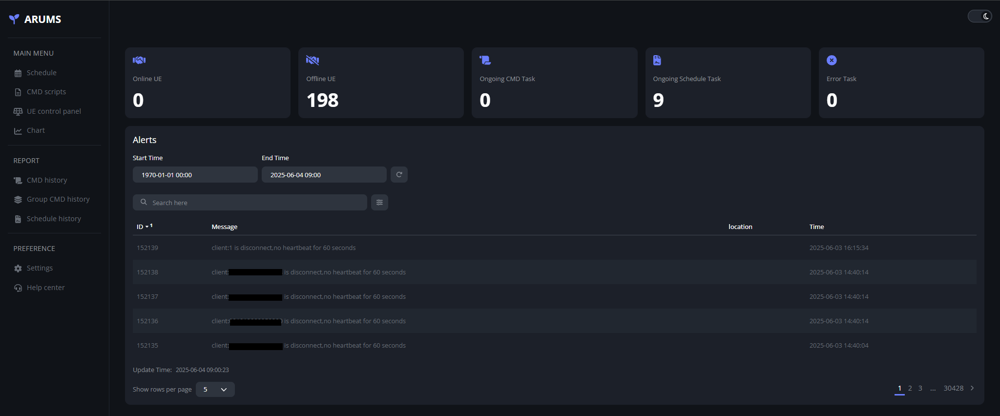 ARUMS
MAIN MENU
Schedule
CMD scripts
UE control panel
Chart
REPORT
CMD history
Group CMD history
Schedule history
PREFERENCE
Settings
Help center
Online UE
0
Offline UE
198
Ongoing CMD Task
0
Ongoing Schedule Task
9
Error Task
0
Alerts
Start Time End Time
1970-01-01 00:00 2025-06-04 09:00
Search here
ID 1 Message location Time
152139 client:1 is disconnect,no heartbeat for 60 seconds 2025-06-03 16:15:34
152138 client: is disconnect,no heartbeat for 60 seconds 2025-06-03 14:40:14
152137 client: is disconnect,no heartbeat for 60 seconds 2025-06-03 14:40:14
152136 client: is disconnect,no heartbeat for 60 seconds 2025-06-03 14:40:14
152135 client: is disconnect,no heartbeat for 60 seconds 2025-06-03 14:40:04
Update Time: 2025-06-04 09:00:23
Show rows per page 5 1 2 3 ... 30428